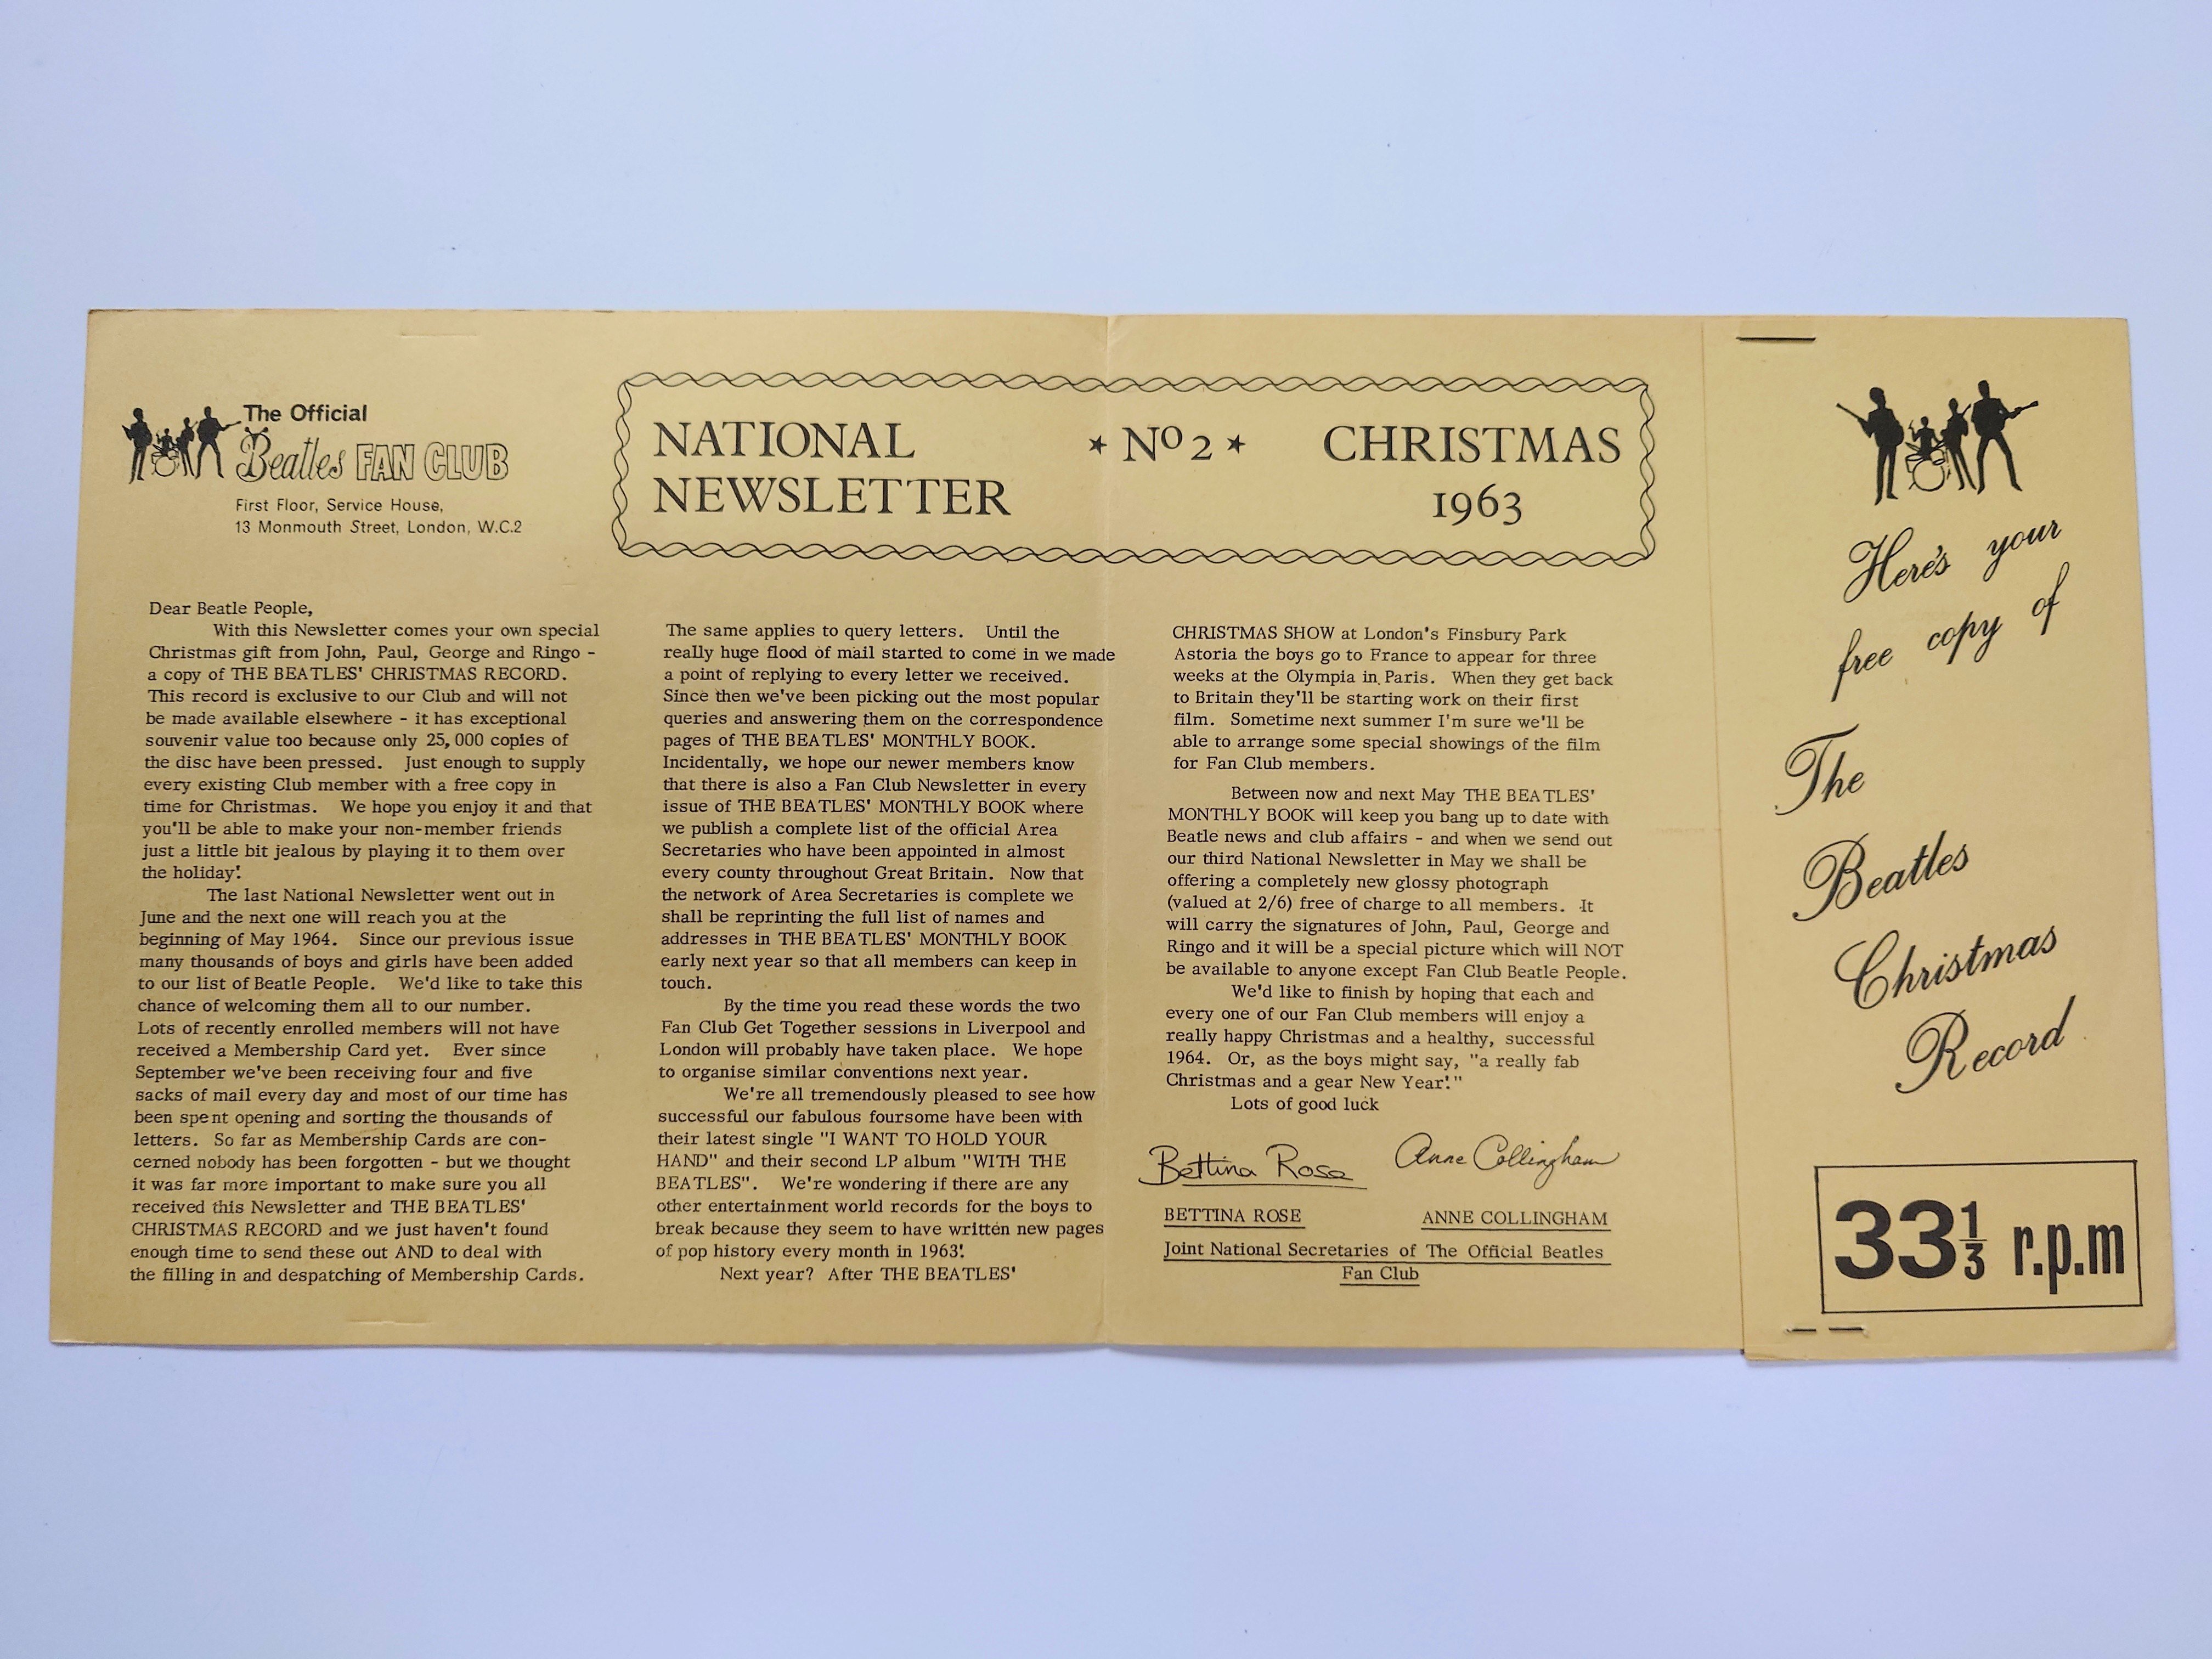 The Official
Beatles FAN CLUB
First Floor, Service House,
13 Monmouth Street, London, W.C.2
NATIONAL
NEWSLETTER
★ No 2 ★
CHRISTMAS
1963
Dear Beatle People,
With this Newsletter comes your own special
Christmas gift from John, Paul, George and Ringo -
a copy of THE BEATLES' CHRISTMAS RECORD.
This record is exclusive to our Club and will not
be made available elsewhere - it has exceptional
souvenir value too because only 25,000 copies of
the disc have been pressed. Just enough to supply
every existing Club member with a free copy in
time for Christmas. We hope you enjoy it and that
you'll be able to make your non-member friends
just a little bit jealous by playing it to them over
the holiday!
The last National Newsletter went out in
June and the next one will reach you at the
beginning of May 1964. Since our previous issue
many thousands of boys and girls have been added
to our list of Beatle People. We'd like to take this
chance of welcoming them all to our number.
Lots of recently enrolled members will not have
received a Membership Card yet. Ever since
September we've been receiving four and five
sacks of mail every day and most of our time has
been spent opening and sorting the thousands of
letters. So far as Membership Cards are con-
cerned nobody has been forgotten - but we thought
it was far more important to make sure you all
received this Newsletter and THE BEATLES'
CHRISTMAS RECORD and we just haven't found
enough time to send these out AND to deal with
the filling in and despatching of Membership Cards.
The same applies to query letters. Until the
really huge flood of mail started to come in we made
a point of replying to every letter we received.
Since then we've been picking out the most popular
queries and answering them on the correspondence
pages of THE BEATLES' MONTHLY BOOK.
Incidentally, we hope our newer members know
that there is also a Fan Club Newsletter in every
issue of THE BEATLES' MONTHLY BOOK where
we publish a complete list of the official Area
Secretaries who have been appointed in almost
every county throughout Great Britain. Now that
the network of Area Secretaries is complete we
shall be reprinting the full list of names and
addresses in THE BEATLES' MONTHLY BOOK
early next year so that all members can keep in
touch.
By the time you read these words the two
Fan Club Get Together sessions in Liverpool and
London will probably have taken place. We hope
to organise similar conventions next year.
We're all tremendously pleased to see how
successful our fabulous foursome have been with
their latest single "I WANT TO HOLD YOUR
HAND" and their second LP album "WITH THE
BEATLES". We're wondering if there are any
other entertainment world records for the boys to
break because they seem to have written new pages
of pop history every month in 1963!
Next year? After THE BEATLES'
CHRISTMAS SHOW at London's Finsbury Park
Astoria the boys go to France to appear for three
weeks at the Olympia in Paris. When they get back
to Britain they'll be starting work on their first
film. Sometime next summer I'm sure we'll be
able to arrange some special showings of the film
for Fan Club members.
Between now and next May THE BEATLES'
MONTHLY BOOK will keep you bang up to date with
Beatle news and club affairs - and when we send out
our third National Newsletter in May we shall be
offering a completely new glossy photograph
(valued at 2/6) free of charge to all members. It
will carry the signatures of John, Paul, George and
Ringo and it will be a special picture which will NOT
be available to anyone except Fan Club Beatle People.
We'd like to finish by hoping that each and
every one of our Fan Club members will enjoy a
really happy Christmas and a healthy, successful
1964. Or, as the boys might say, "a really fab
Christmas and a gear New Year!"
Lots of good luck
Bettina Rose Anne Collingham
BETTINA ROSE ANNE COLLINGHAM
Joint National Secretaries of The Official Beatles
Fan Club
Here's your
free copy of
The
Beatles
Christmas
Record
33⅓ r.p.m